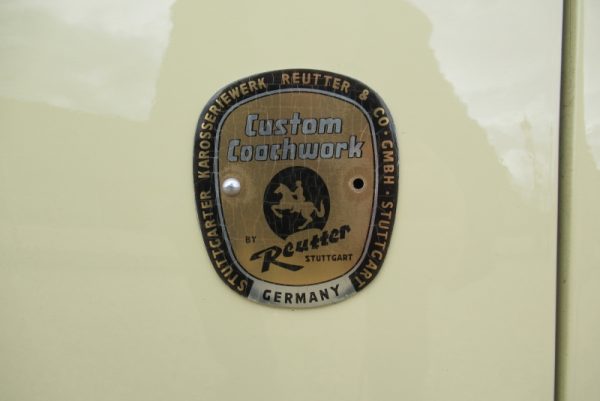 STUTTGARTER KAROSSERIEWERK REUTTER & CO · GMBH · STUTTGART
Custom
Coachwork
BY Reutter
STUTTGART
GERMANY